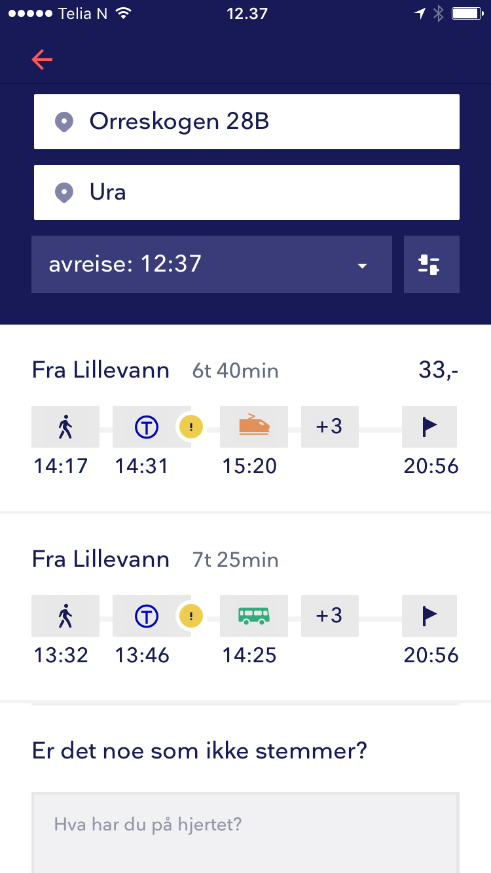 Telia N 12.37
Orreskogen 28B
Ura
avreise: 12:37
Fra Lillevann 6t 40min 33,-
T ! +3
14:17 14:31 15:20 20:56
Fra Lillevann 7t 25min
T ! +3
13:32 13:46 14:25 20:56
Er det noe som ikke stemmer?
Hva har du på hjertet?